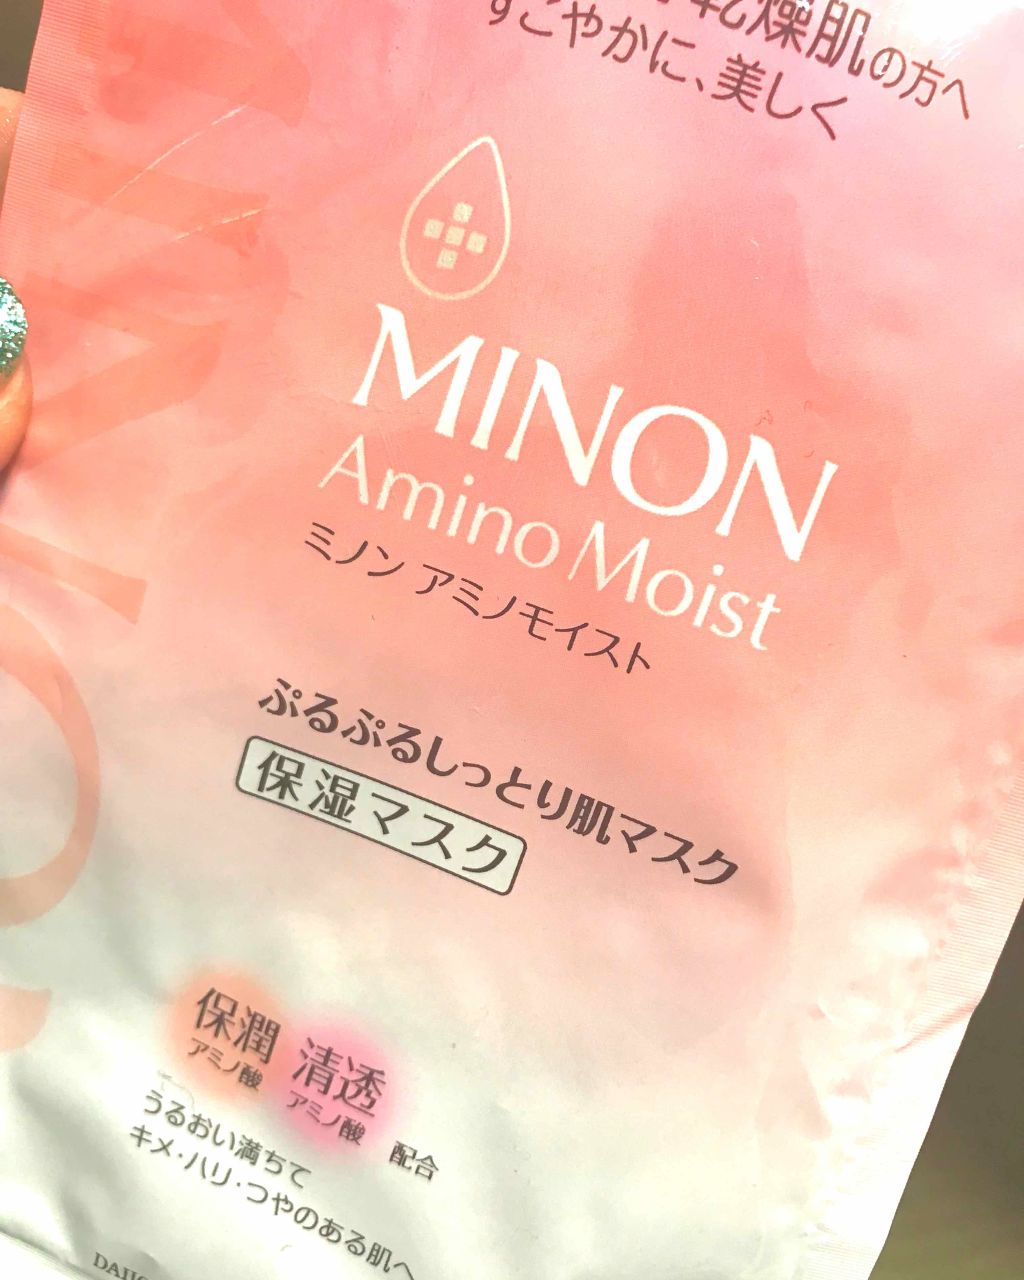 乾燥肌の方へ
すこやかに、美しく
MINON
Amino Moist
ミノン アミノモイスト
ぷるぷるしっとり肌マスク
保湿マスク
保潤 清透
アミノ酸 アミノ酸 配合
うるおい満ちて
キメ・ハリ・つやのある肌へ